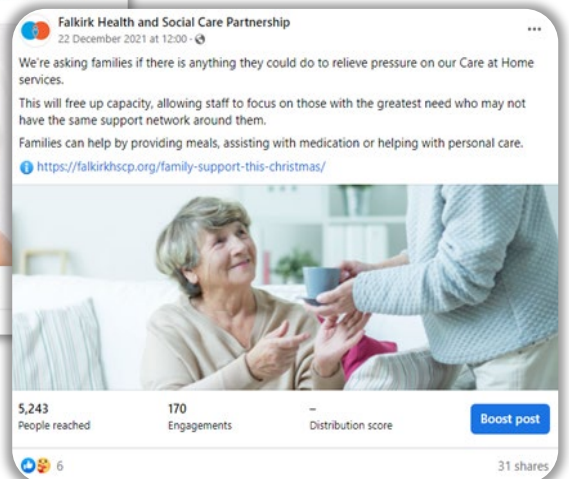 Falkirk Health and Social Care Partnership
22 December 2021 at 12:00 ·
We're asking families if there is anything they could do to relieve pressure on our Care at Home
services.
This will free up capacity, allowing staff to focus on those with the greatest need who may not
have the same support network around them.
Families can help by providing meals, assisting with medication or helping with personal care.
https://falkirkhscp.org/family-support-this-christmas/
5,243 170 –
People reached Engagements Distribution score
Boost post
6 31 shares